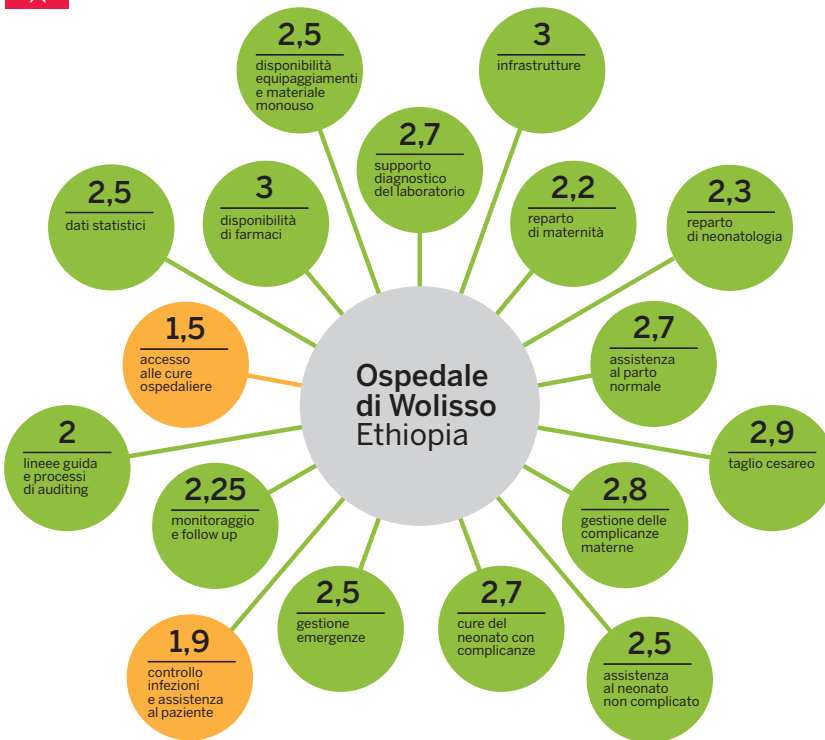 2,5
disponibilità
equipaggiamenti
e materiale
monouso
3
infrastrutture
2,7
supporto
diagnostico
del laboratorio
2,5
dati statistici
3
disponibilità
di farmaci
2,2
reparto
di maternità
2,3
reparto
di neonatologia
1,5
accesso
alle cure
ospedaliere
2,7
assistenza
al parto
normale
Ospedale
di Wolisso
Ethiopia
2
lineee guida
e processi
di auditing
2,9
taglio cesareo
2,25
monitoraggio
e follow up
2,8
gestione delle
complicanze
materne
2,5
gestione
emergenze
2,7
cure del
neonato con
complicanze
1,9
controllo
infezioni
e assistenza
al paziente
2,5
assistenza
al neonato
non complicato